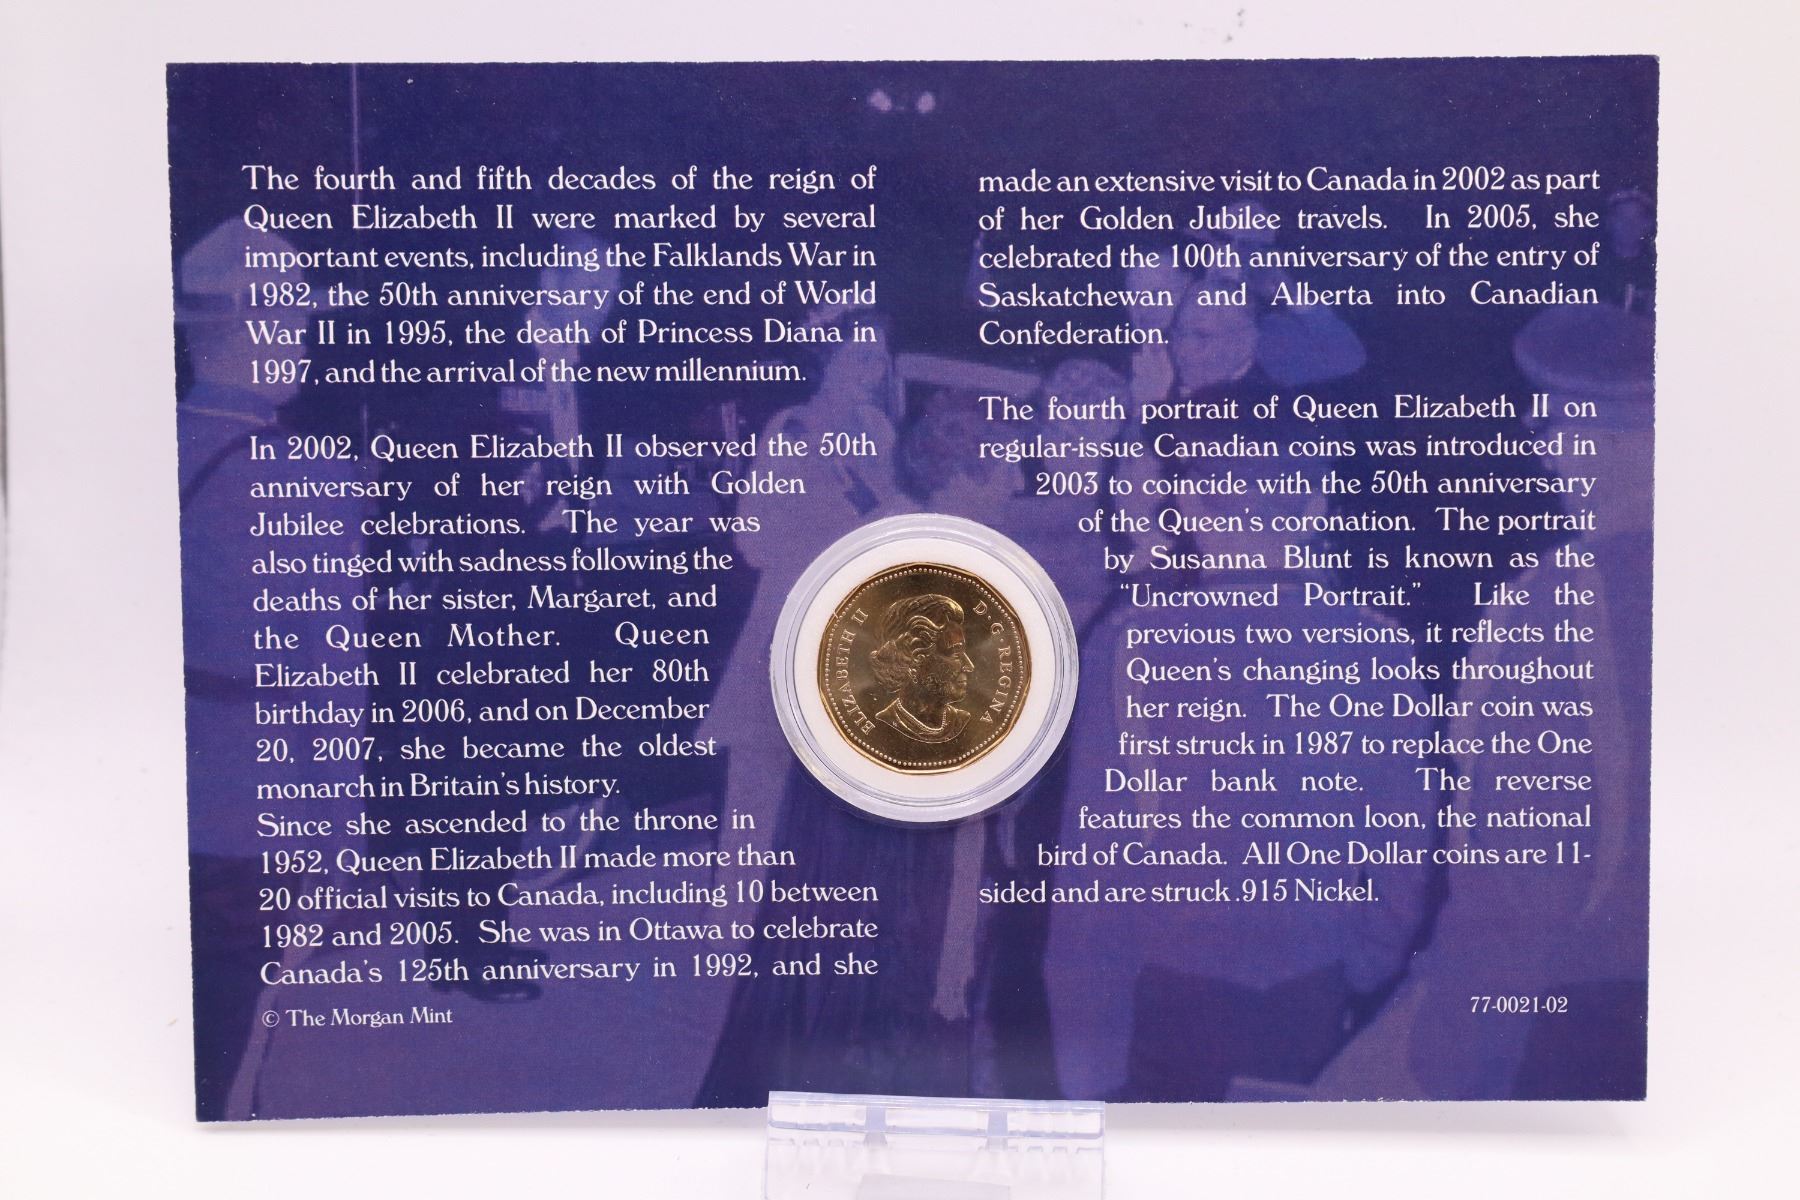 The fourth and fifth decades of the reign of
Queen Elizabeth II were marked by several
important events, including the Falklands War in
1982, the 50th anniversary of the end of World
War II in 1995, the death of Princess Diana in
1997, and the arrival of the new millennium.
In 2002, Queen Elizabeth II observed the 50th
anniversary of her reign with Golden
Jubilee celebrations. The year was
also tinged with sadness following the
deaths of her sister, Margaret, and
the Queen Mother. Queen
Elizabeth II celebrated her 80th
birthday in 2006, and on December
20, 2007, she became the oldest
monarch in Britain's history.
Since she ascended to the throne in
1952, Queen Elizabeth II made more than
20 official visits to Canada, including 10 between
1982 and 2005. She was in Ottawa to celebrate
Canada's 125th anniversary in 1992, and she
© The Morgan Mint
ELIZABETH II D·G·REGINA
made an extensive visit to Canada in 2002 as part
of her Golden Jubilee travels. In 2005, she
celebrated the 100th anniversary of the entry of
Saskatchewan and Alberta into Canadian
Confederation.
The fourth portrait of Queen Elizabeth II on
regular-issue Canadian coins was introduced in
2003 to coincide with the 50th anniversary
of the Queen's coronation. The portrait
by Susanna Blunt is known as the
"Uncrowned Portrait." Like the
previous two versions, it reflects the
Queen's changing looks throughout
her reign. The One Dollar coin was
first struck in 1987 to replace the One
Dollar bank note. The reverse
features the common loon, the national
bird of Canada. All One Dollar coins are 11-
sided and are struck .915 Nickel.
77-0021-02